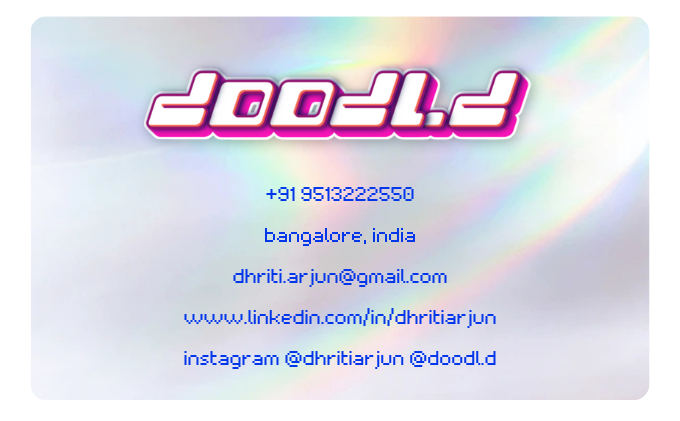 doodl.d
+91 9513222550
bangalore, india
dhriti.arjun@gmail.com
www.linkedin.com/in/dhritiarjun
instagram @dhritiarjun @doodl.d